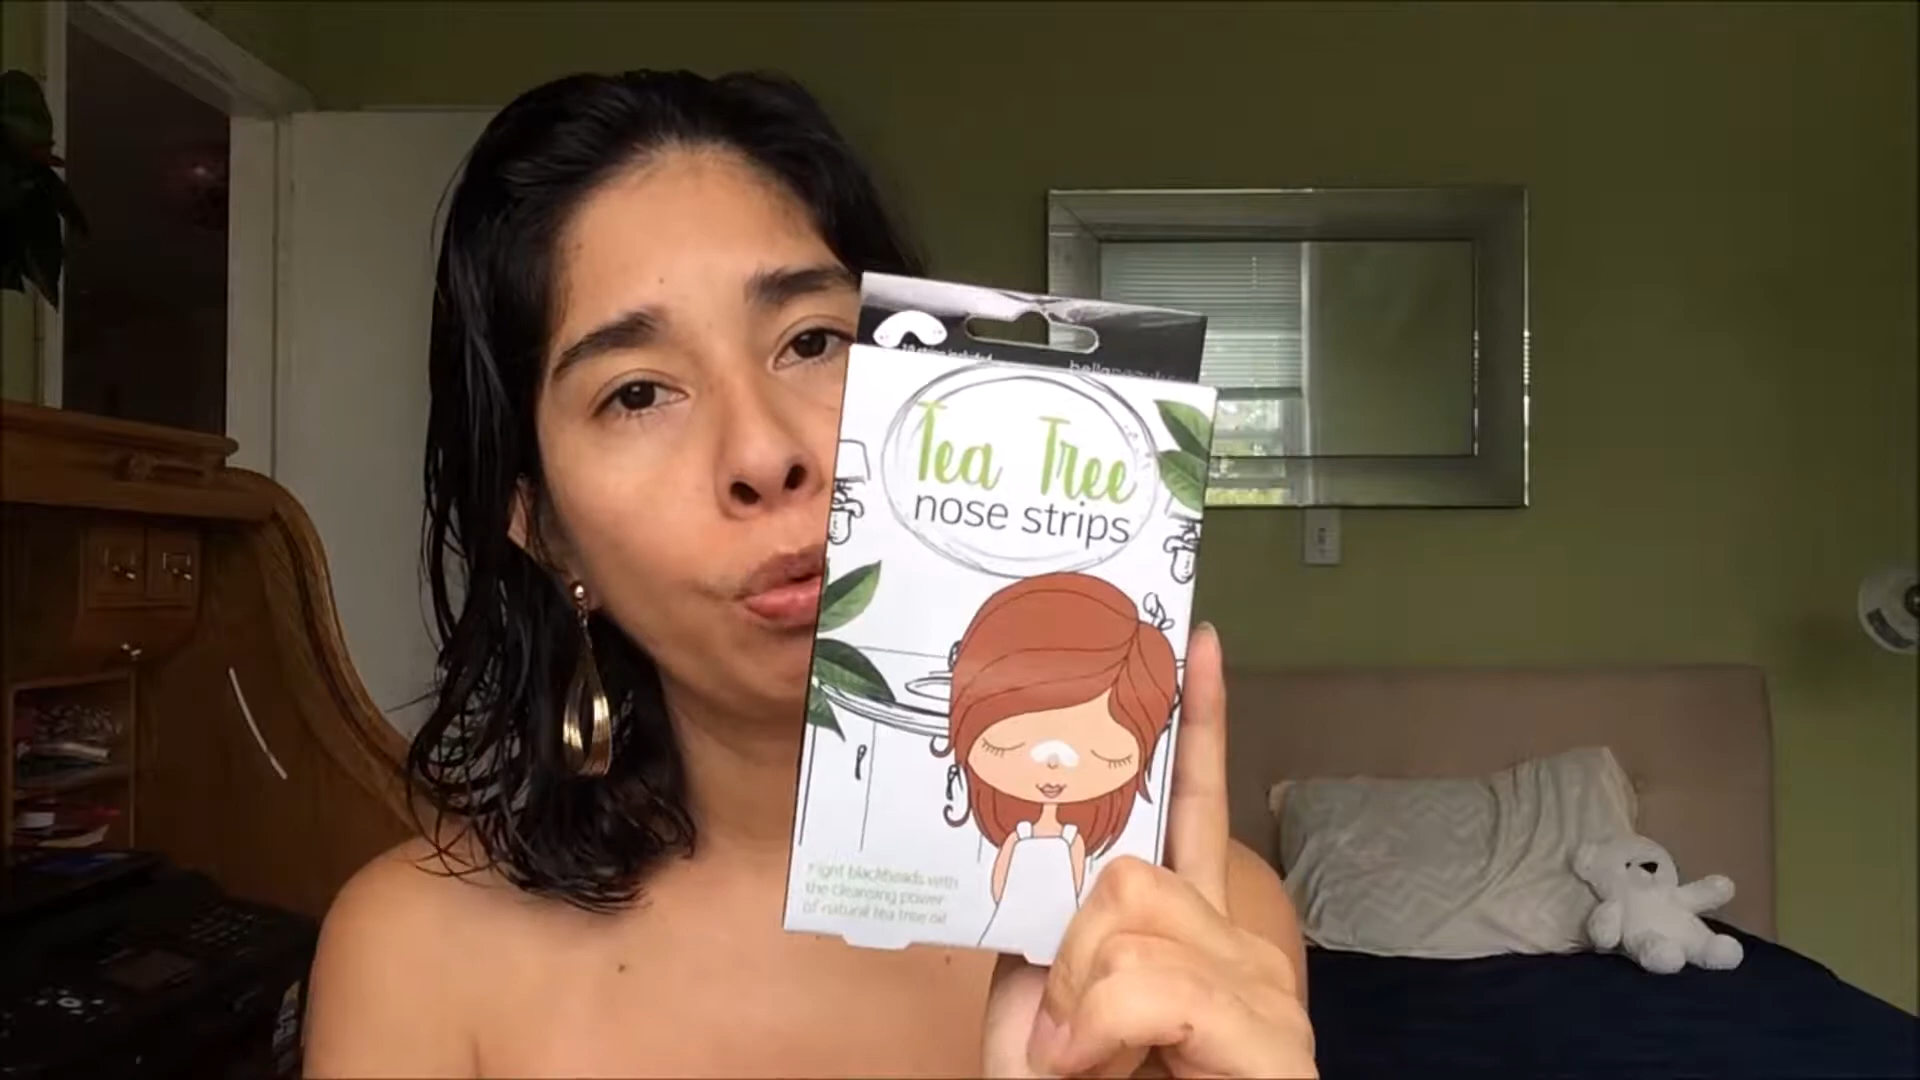 Tea Tree
nose strips
Fight blackheads with
the cleansing power
of natural tea tree oil